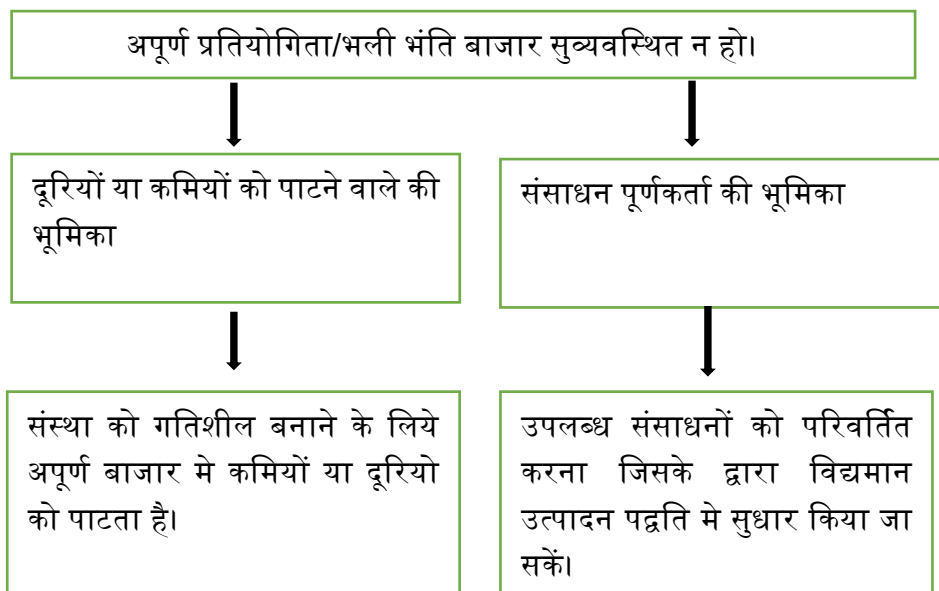 अपूर्ण प्रतियोगिता/भली भंति बाजार सुव्यवस्थित न हो।
दूरियों या कमियों को पाटने वाले की
भूमिका
संसाधन पूर्णकर्ता की भूमिका
संस्था को गतिशील बनाने के लिये
अपूर्ण बाजार मे कमियों या दूरियो
को पाटता है।
उपलब्ध संसाधनों को परिवर्तित
करना जिसके द्वारा विद्यमान
उत्पादन पद्वति मे सुधार किया जा
सकें।